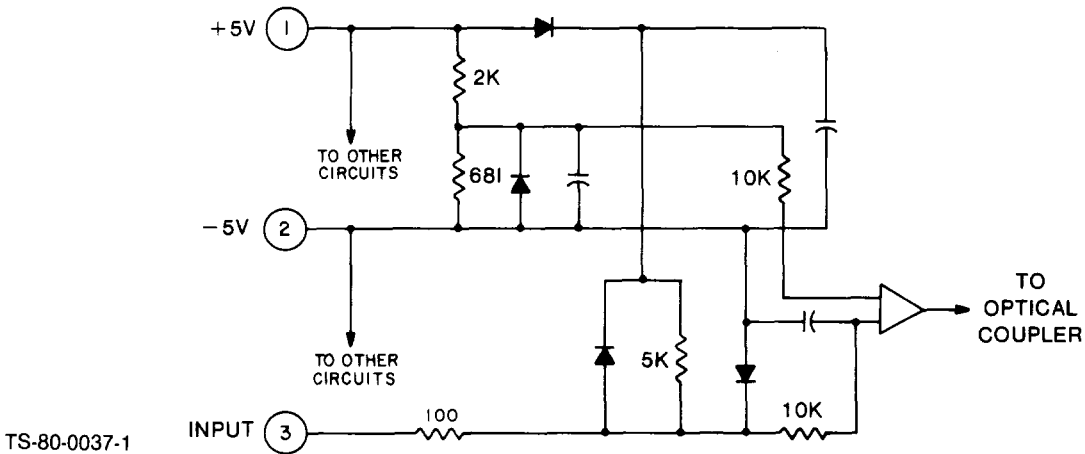 +5V 1
2K
TO OTHER
CIRCUITS
681
10K
-5V 2
TO
OPTICAL
COUPLER
TO OTHER
CIRCUITS
5K
10K
100
TS-80-0037-1
INPUT 3